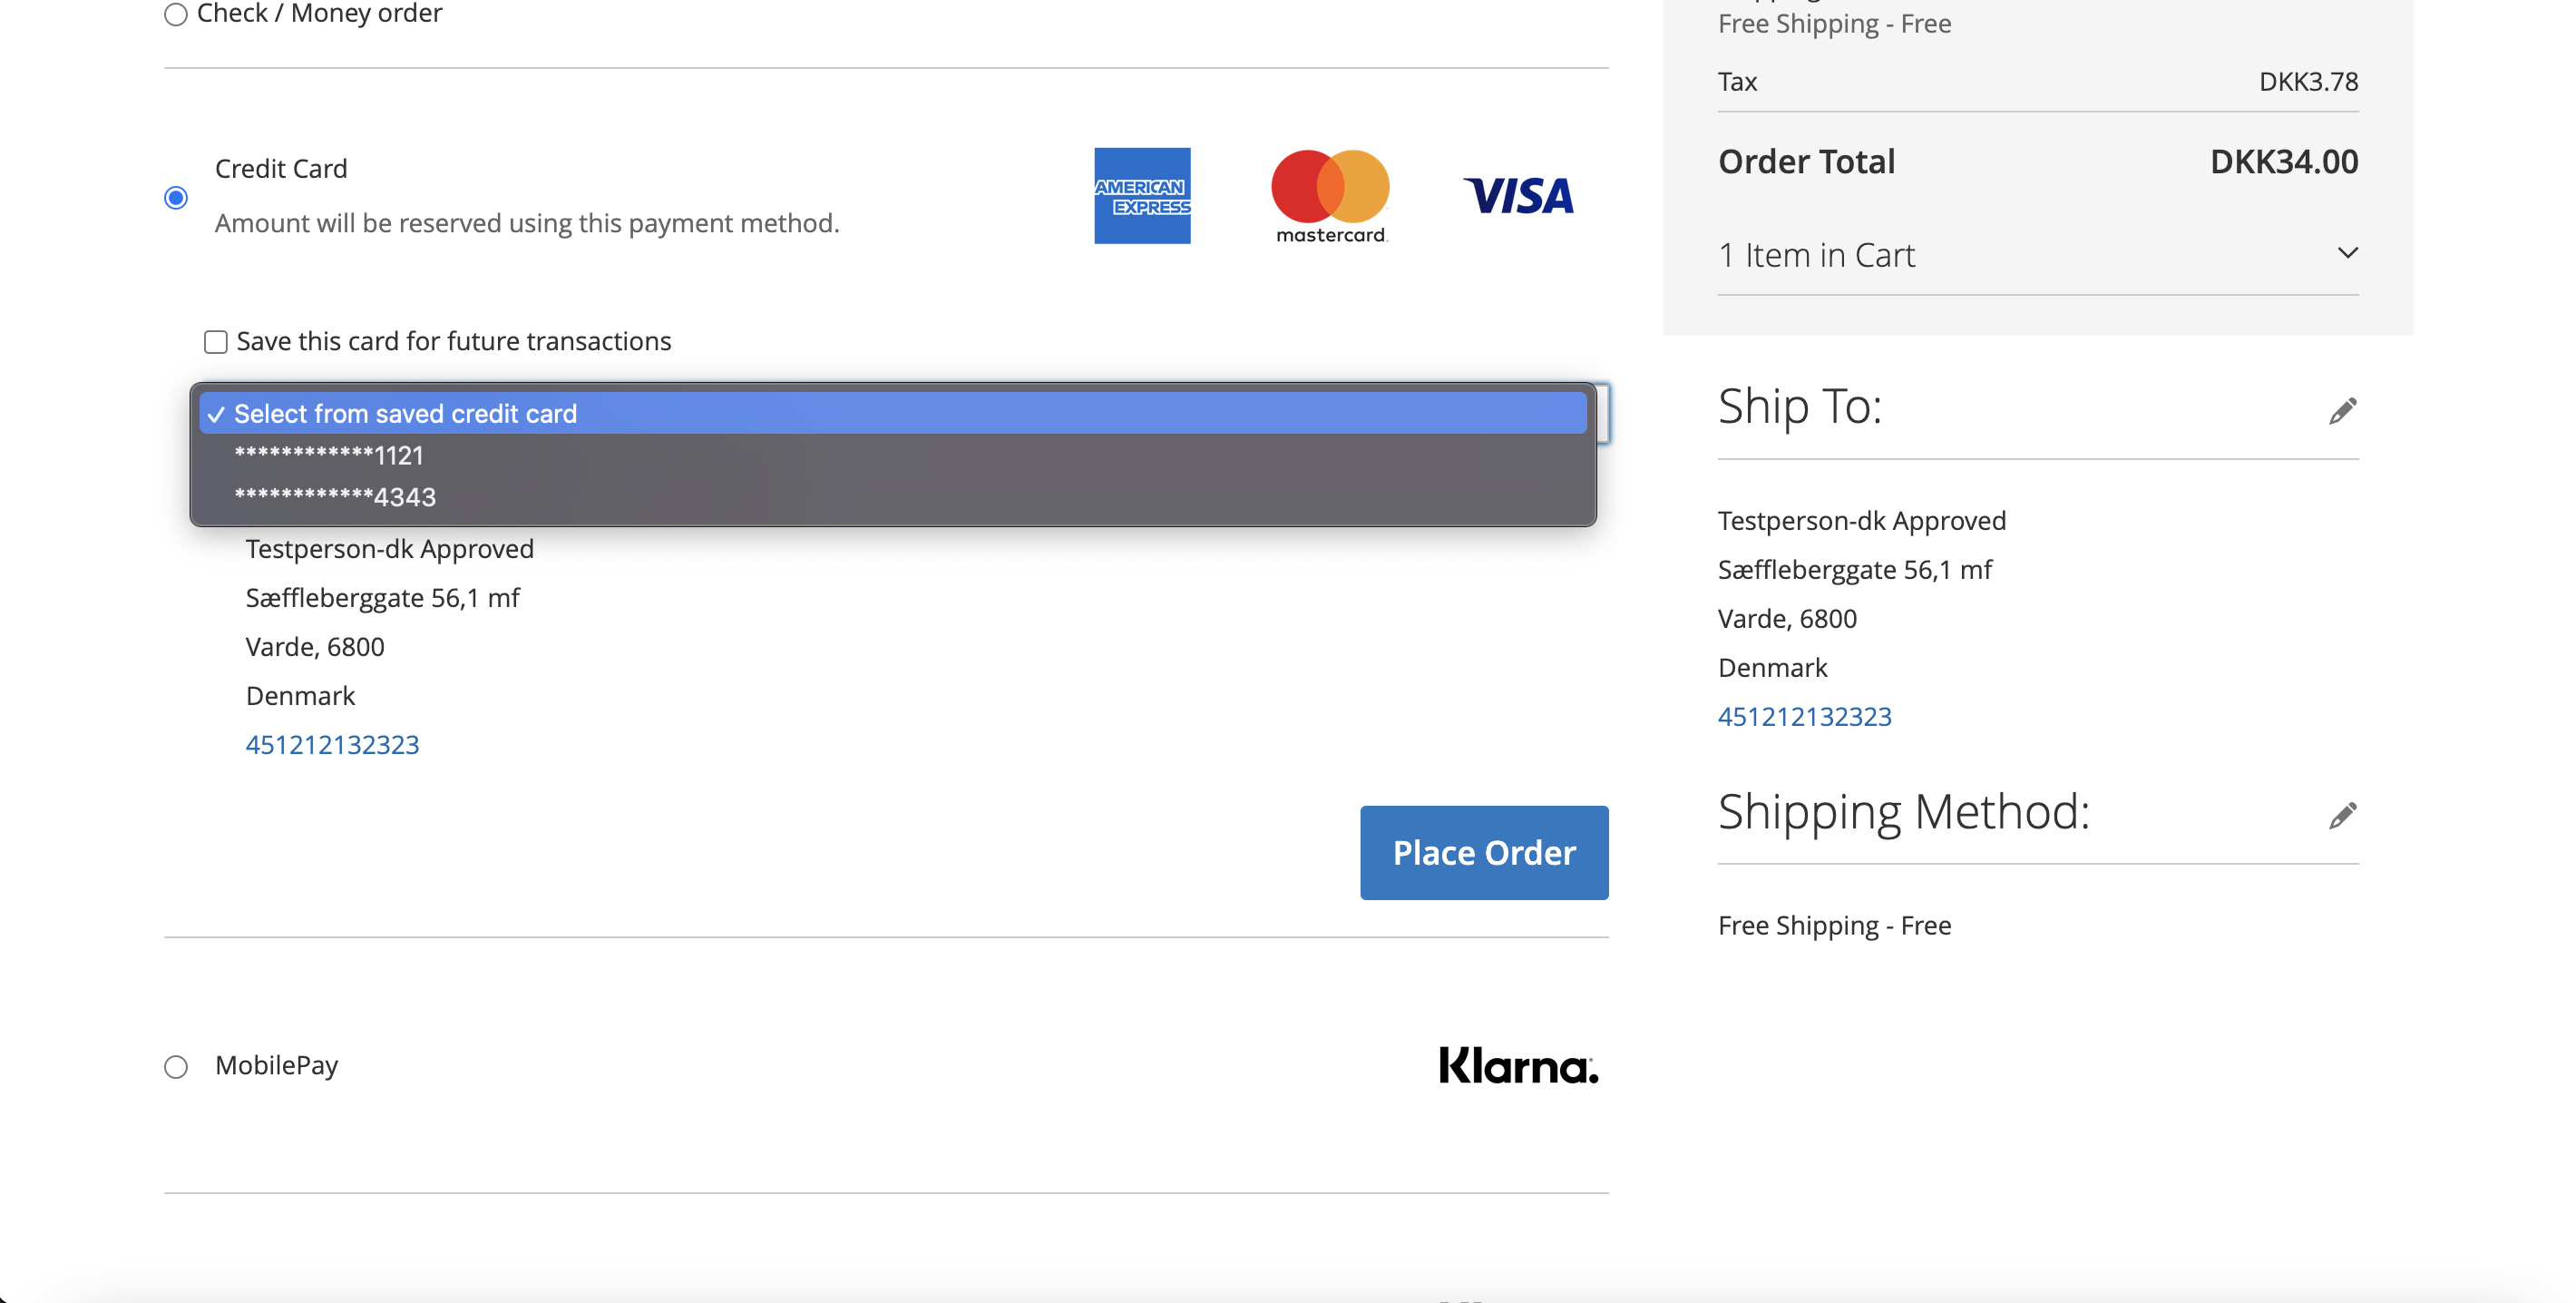 Check / Money order
Credit Card
Amount will be reserved using this payment method.
AMERICAN
EXPRESS
mastercard.
VISA
Save this card for future transactions
✓ Select from saved credit card
************1121
************4343
Testperson-dk Approved
Sæffleberggate 56,1 mf
Varde, 6800
Denmark
451212132323
Place Order
MobilePay
Klarna.
Free Shipping - Free
Tax DKK3.78
Order Total DKK34.00
1 Item in Cart
Ship To:
Testperson-dk Approved
Sæffleberggate 56,1 mf
Varde, 6800
Denmark
451212132323
Shipping Method:
Free Shipping - Free